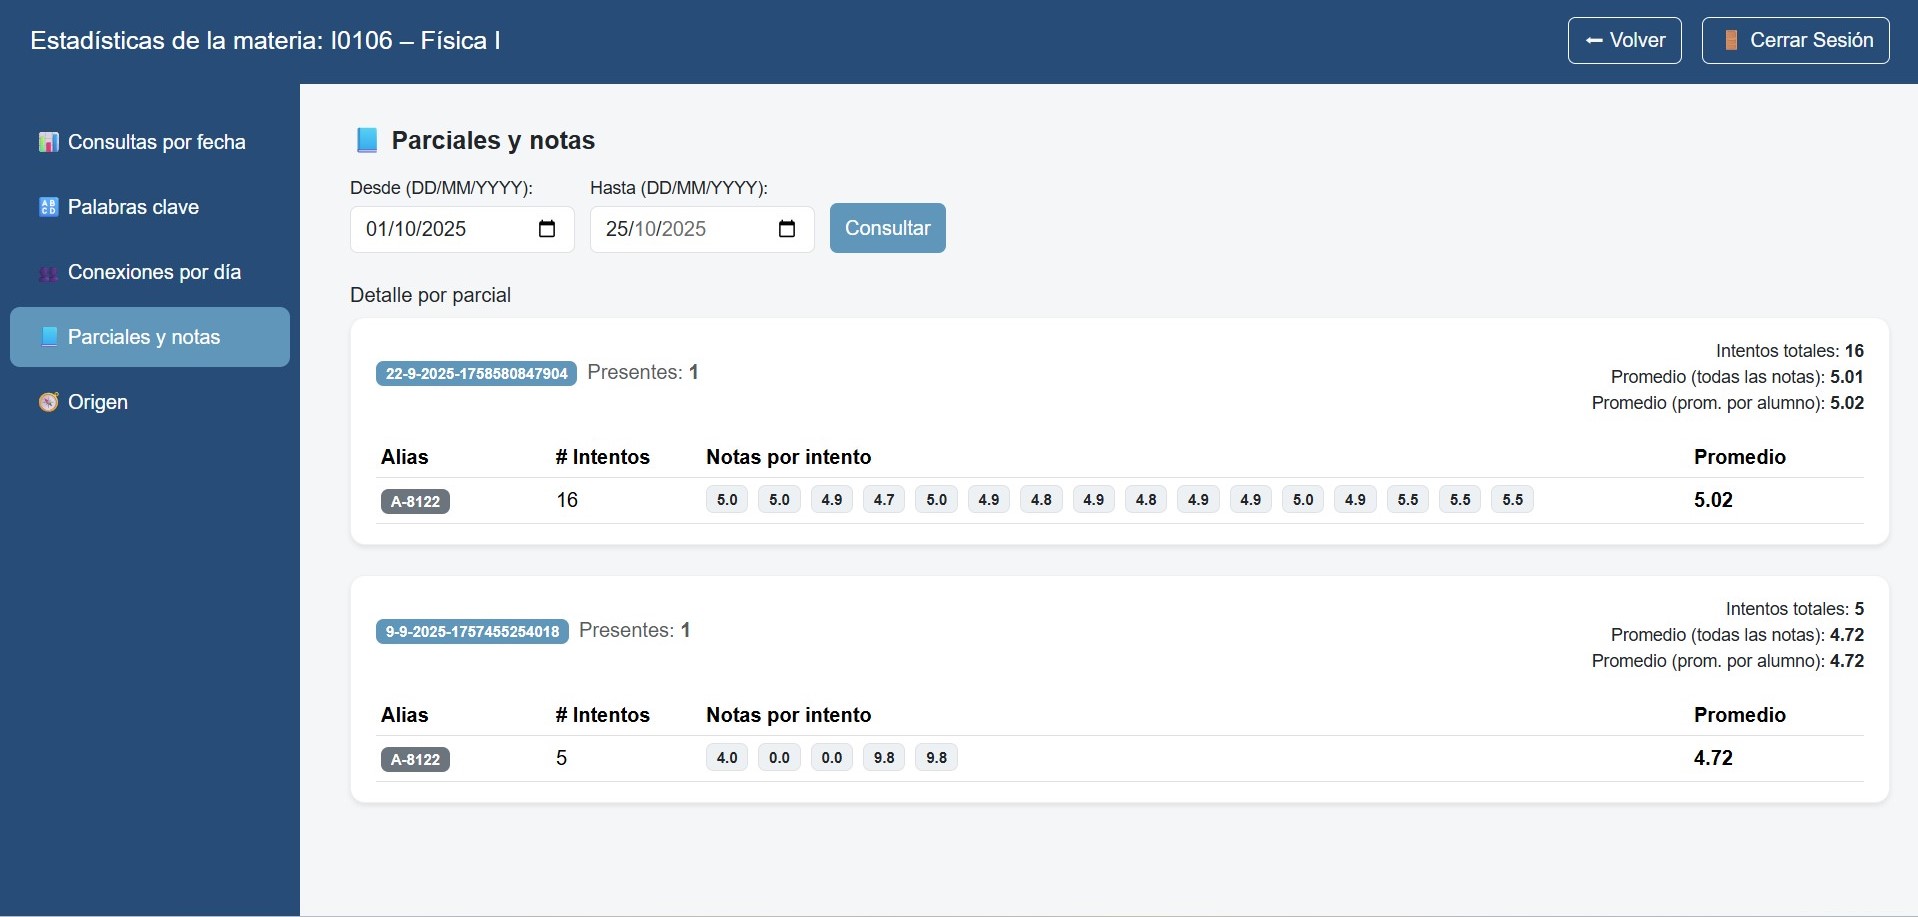 Estadísticas de la materia: I0106 – Física I
Volver
Cerrar Sesión
Consultas por fecha
Palabras clave
Conexiones por día
Parciales y notas
Origen
Parciales y notas
Desde (DD/MM/YYYY): Hasta (DD/MM/YYYY):
01/10/2025 25/10/2025 Consultar
Detalle por parcial
22-9-2025-1758580847904 Presentes: 1
Intentos totales: 16
Promedio (todas las notas): 5.01
Promedio (prom. por alumno): 5.02
Alias # Intentos Notas por intento Promedio
A-8122 16 5.0 5.0 4.9 4.7 5.0 4.9 4.8 4.9 4.8 4.9 4.9 5.0 4.9 5.5 5.5 5.5 5.02
9-9-2025-1757455254018 Presentes: 1
Intentos totales: 5
Promedio (todas las notas): 4.72
Promedio (prom. por alumno): 4.72
Alias # Intentos Notas por intento Promedio
A-8122 5 4.0 0.0 0.0 9.8 9.8 4.72